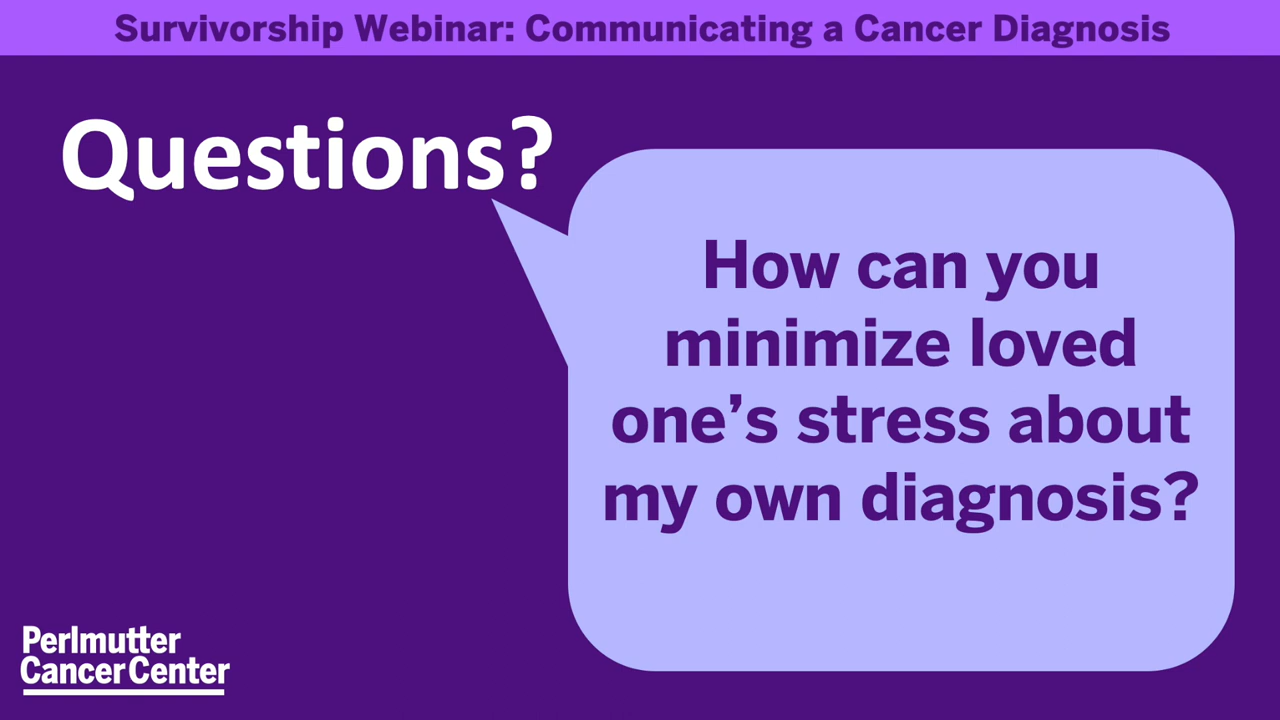 Survivorship Webinar: Communicating a Cancer Diagnosis
Questions?
How can you
minimize loved
one’s stress about
my own diagnosis?
Perlmutter
Cancer Center